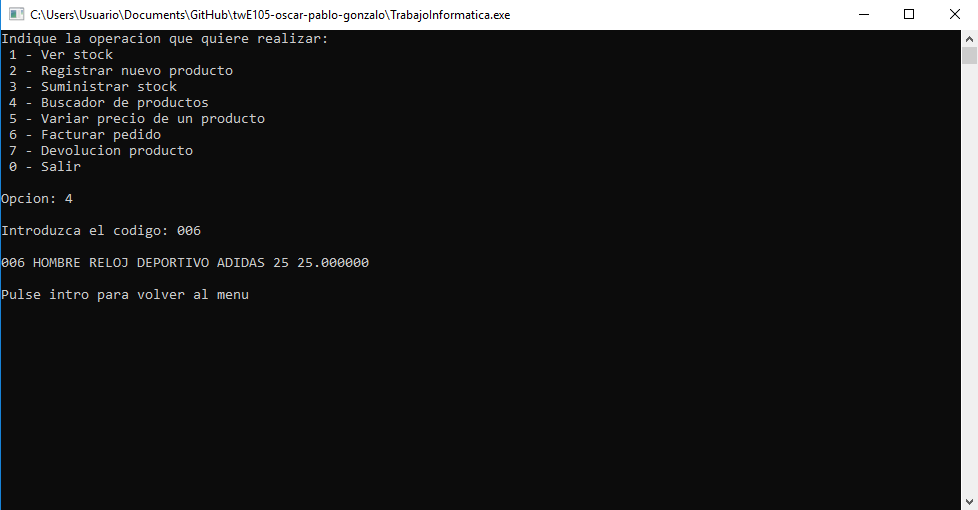 C:\Users\Usuario\Documents\GitHub\twE105-oscar-pablo-gonzalo\TrabajoInformatica.exe
Indique la operacion que quiere realizar:
1 - Ver stock
2 - Registrar nuevo producto
3 - Suministrar stock
4 - Buscador de productos
5 - Variar precio de un producto
6 - Facturar pedido
7 - Devolucion producto
0 - Salir
Opcion: 4
Introduzca el codigo: 006
006 HOMBRE RELOJ DEPORTIVO ADIDAS 25 25.000000
Pulse intro para volver al menu